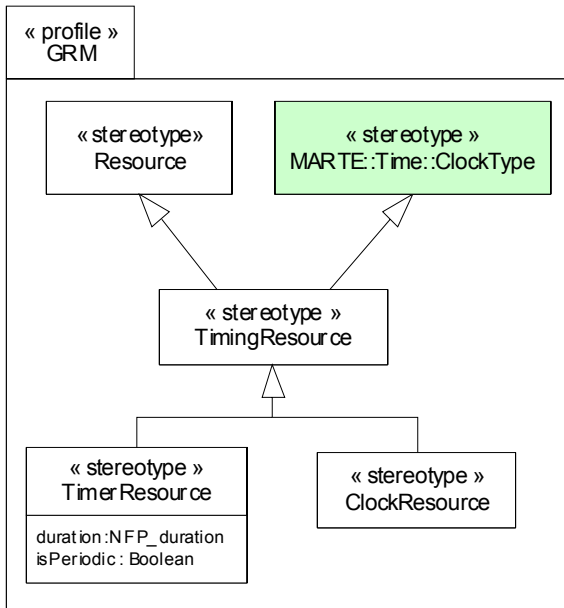 « profile »
GRM
« stereotype»
Resource
« stereotype »
MARTE::Time::ClockType
« stereotype »
TimingResource
« stereotype »
TimerResource
duration:NFP_duration
isPeriodic : Boolean
« stereotype »
ClockResource